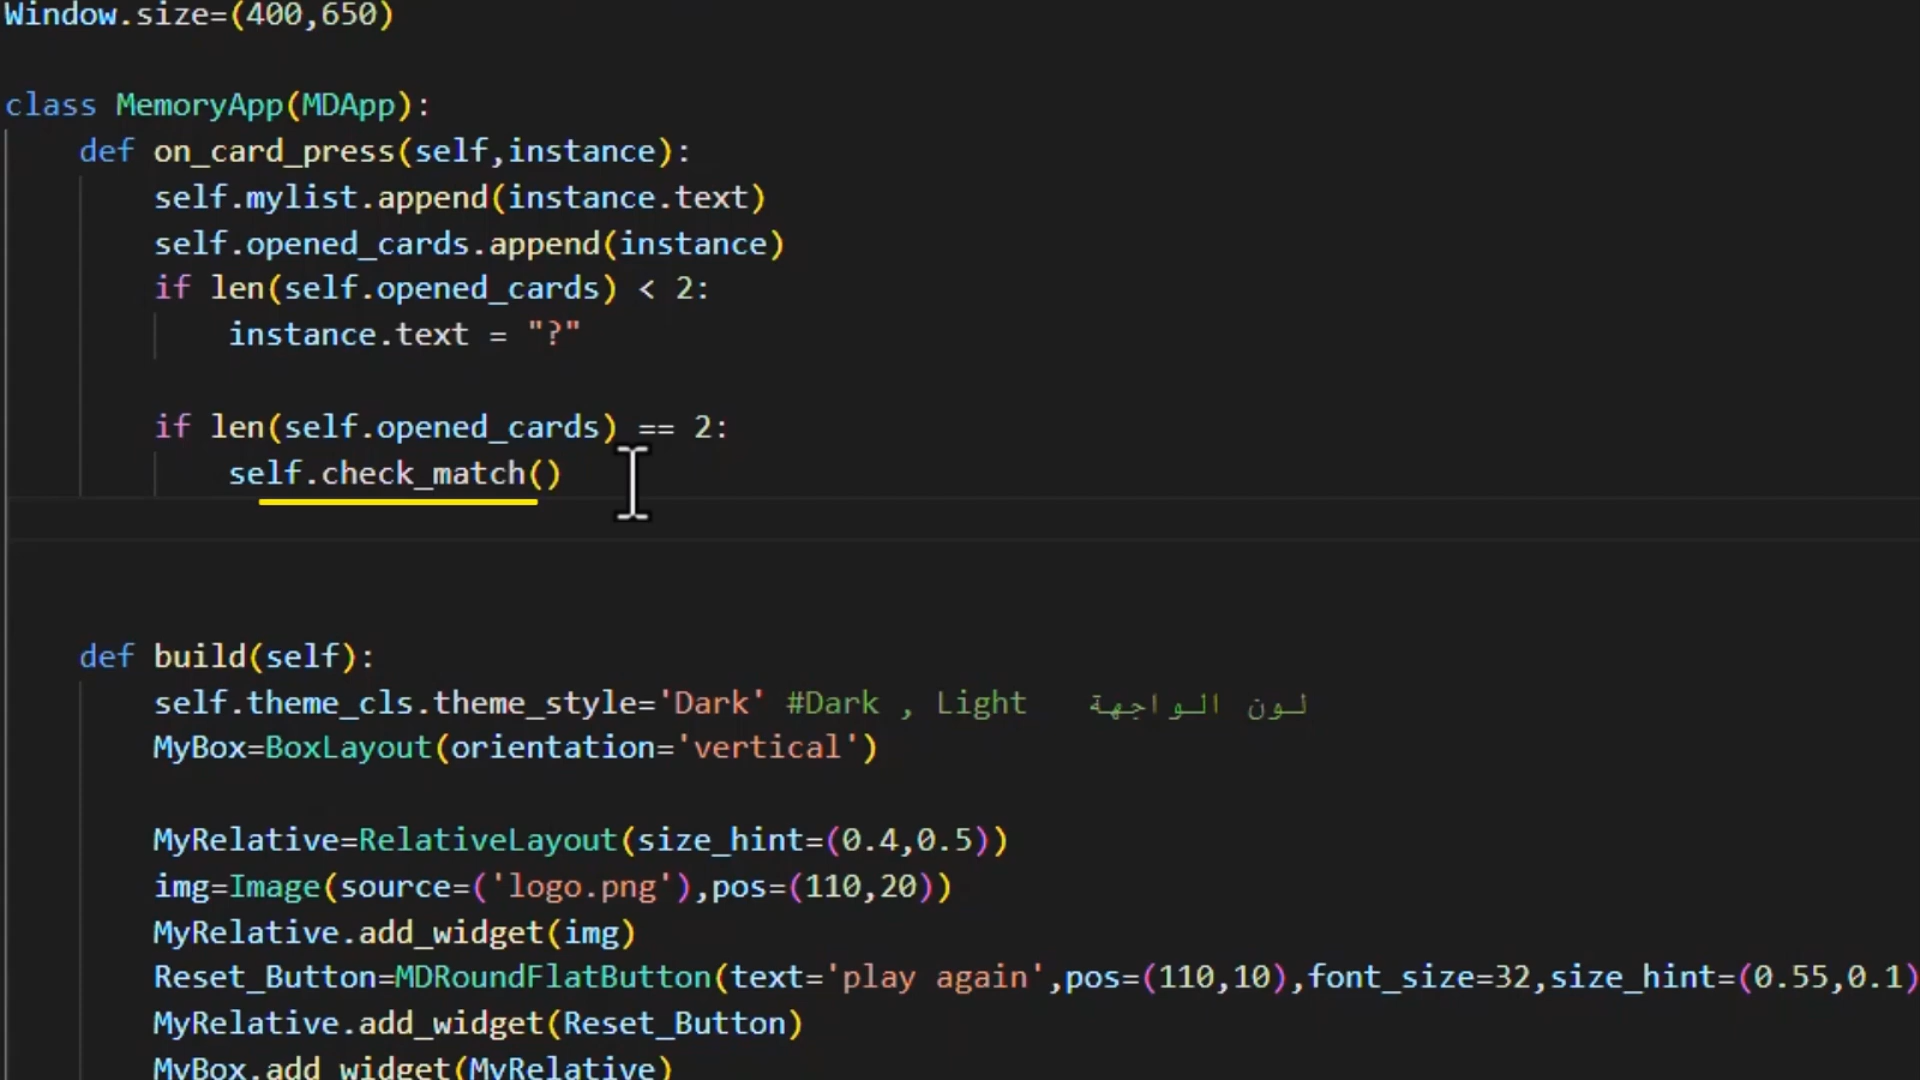 Window.size=(400,650)
class MemoryApp(MDApp):
def on_card_press(self,instance):
self.mylist.append(instance.text)
self.opened_cards.append(instance)
if len(self.opened_cards) < 2:
instance.text = "?"
if len(self.opened_cards) == 2:
self.check_match()
def build(self):
self.theme_cls.theme_style='Dark' #Dark , Light لون الواجهة
MyBox=BoxLayout(orientation='vertical')
MyRelative=RelativeLayout(size_hint=(0.4,0.5))
img=Image(source=('logo.png'),pos=(110,20))
MyRelative.add_widget(img)
Reset_Button=MDRoundFlatButton(text='play again',pos=(110,10),font_size=32,size_hint=(0.55,0.1)
MyRelative.add_widget(Reset_Button)
MyBox.add_widget(MyRelative)